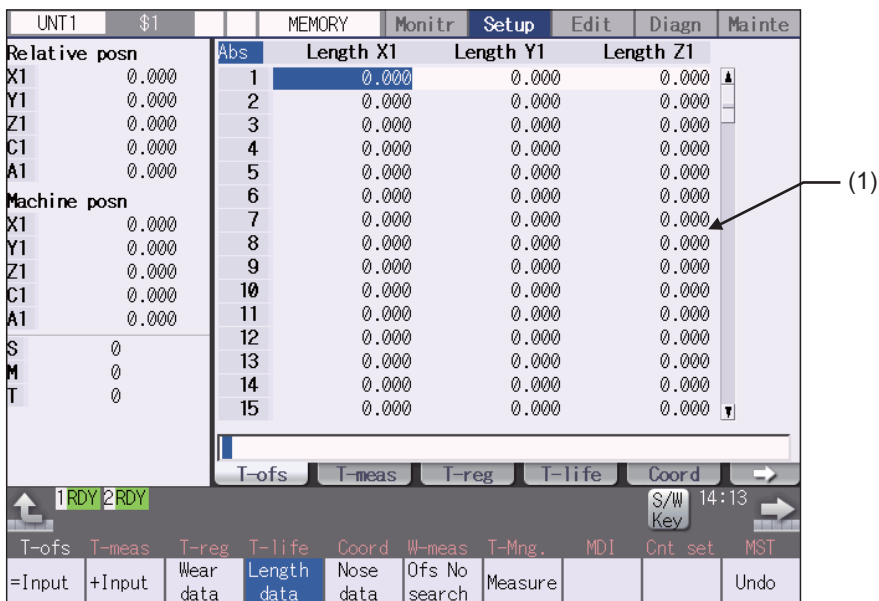 UNT1 $1 MEMORY Monitr Setup Edit Diagn Mainte
Relative posn
X1 0.000
Y1 0.000
Z1 0.000
C1 0.000
A1 0.000
Machine posn
X1 0.000
Y1 0.000
Z1 0.000
C1 0.000
A1 0.000
S 0
M 0
T 0
Abs Length X1 Length Y1 Length Z1
1 0.000 0.000 0.000
2 0.000 0.000 0.000
3 0.000 0.000 0.000
4 0.000 0.000 0.000
5 0.000 0.000 0.000
6 0.000 0.000 0.000
7 0.000 0.000 0.000
8 0.000 0.000 0.000
9 0.000 0.000 0.000
10 0.000 0.000 0.000
11 0.000 0.000 0.000
12 0.000 0.000 0.000
13 0.000 0.000 0.000
14 0.000 0.000 0.000
15 0.000 0.000 0.000
(1)
T-ofs T-meas T-reg T-life Coord
1RDY 2RDY S/W Key 14:13
T-ofs T-meas T-reg T-life Coord W-meas T-Mng. MDI Cnt set MST
=Input +Input Wear data Length data Nose data Ofs No search Measure Undo